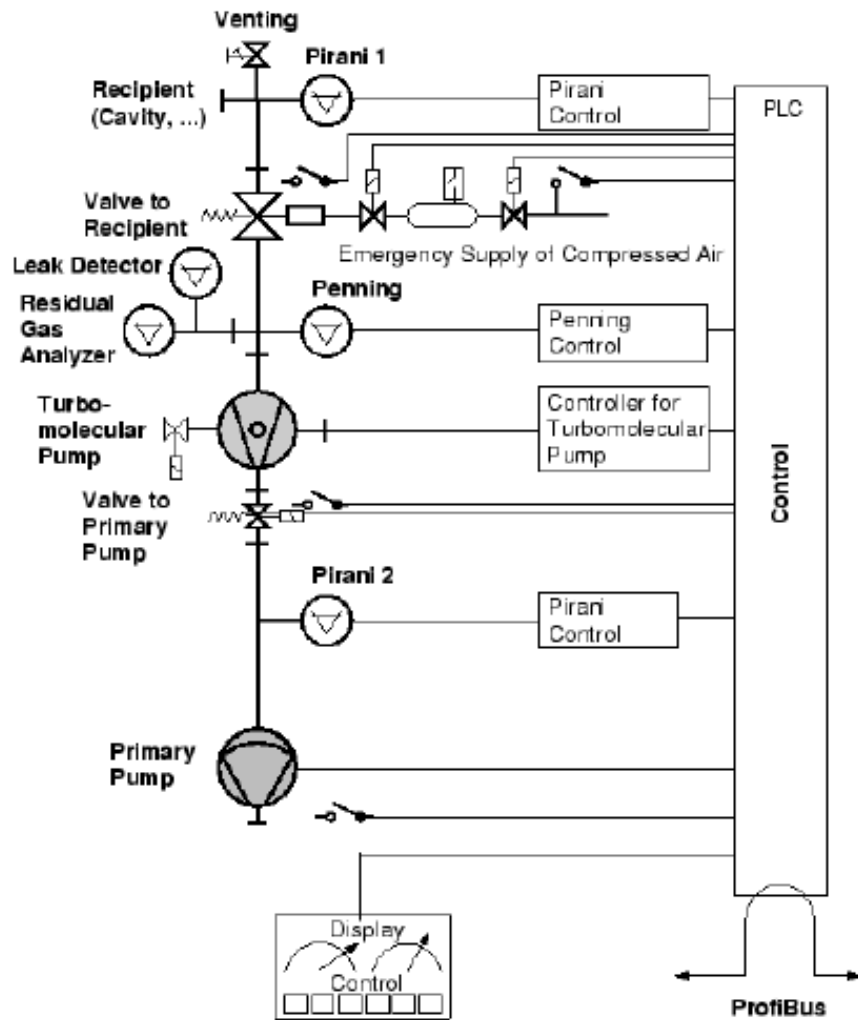 Venting
Pirani 1
Recipient
(Cavity, ...)
Pirani
Control
PLC
Valve to
Recipient
Emergency Supply of Compressed Air
Leak Detector
Residual
Gas
Analyzer
Penning
Penning
Control
Turbo-
molecular
Pump
Controller for
Turbomolecular
Pump
Control
Valve to
Primary
Pump
Pirani 2
Pirani
Control
Primary
Pump
Display
Control
ProfiBus